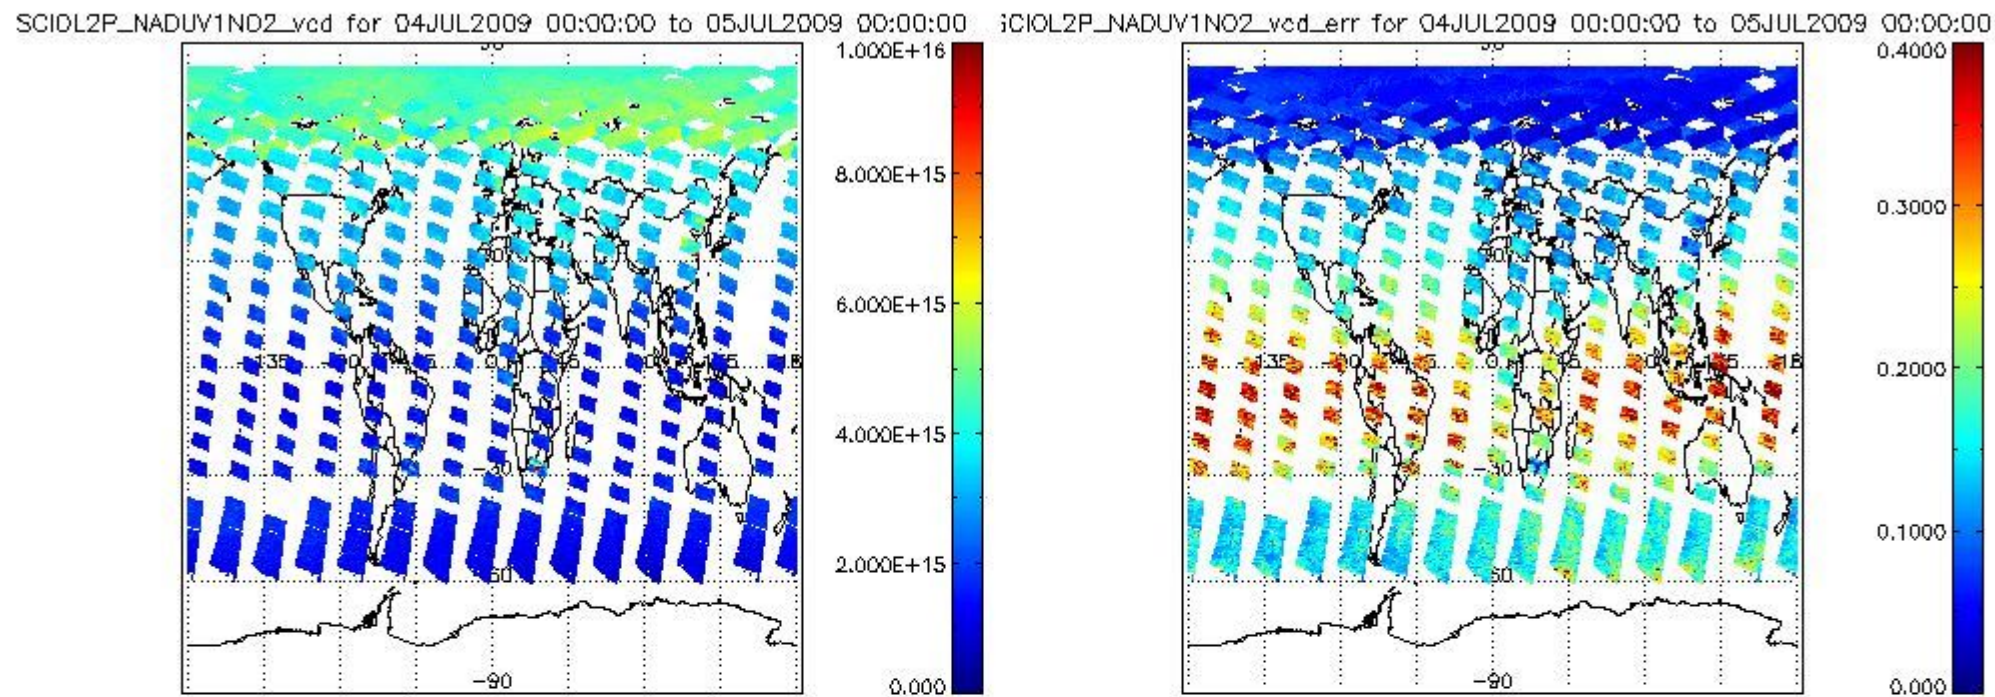 SCIOL2P_NADUV1NO2_vcd for 04JUL2009 00:00:00 to 05JUL2009 00:00:00
1.000E+16
8.000E+15
6.000E+15
4.000E+15
2.000E+15
0.000
-135
-30
-60
-90
SCIOL2P_NADUV1NO2_vcd_err for 04JUL2009 00:00:00 to 05JUL2009 00:00:00
0.4000
0.3000
0.2000
0.1000
0.000
-135
-30
-90